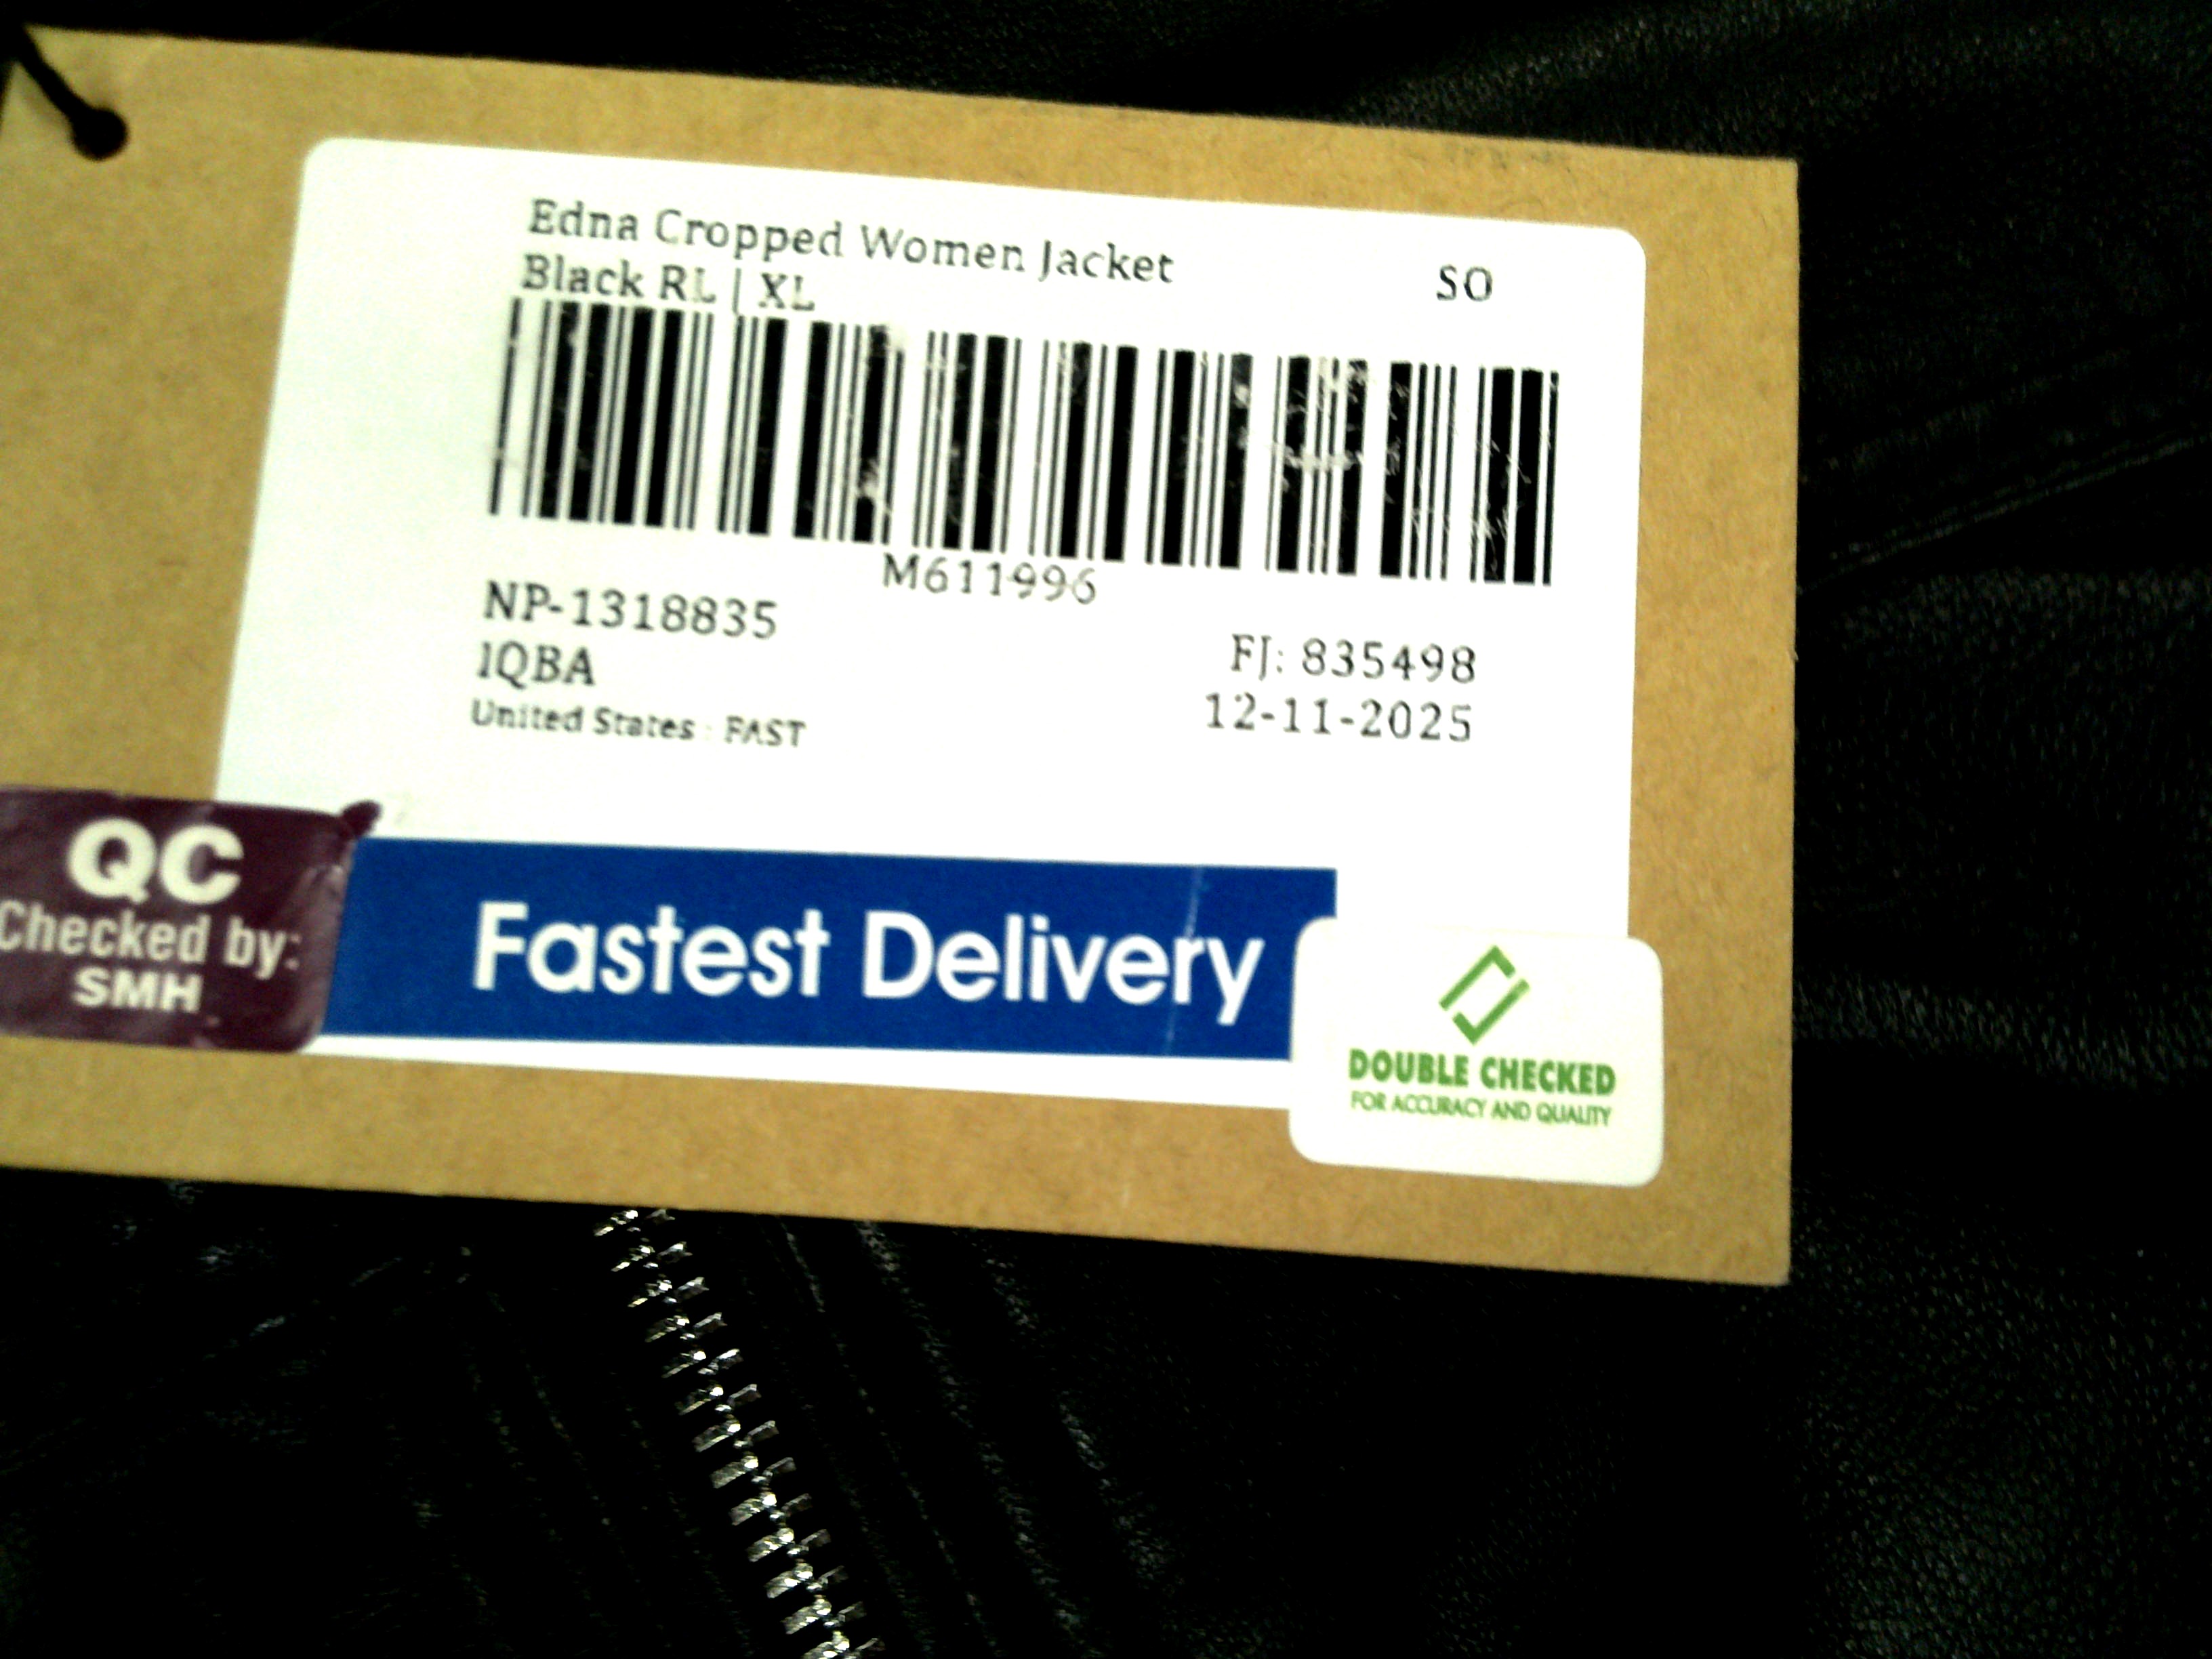 Edna Cropped Women Jacket
Black RL | XL
SO
M611996
NP-1318835
1QBA
United States : FAST
FJ: 835498
12-11-2025
QC
Checked by:
SMH
Fastest Delivery
DOUBLE CHECKED
FOR ACCURACY AND QUALITY